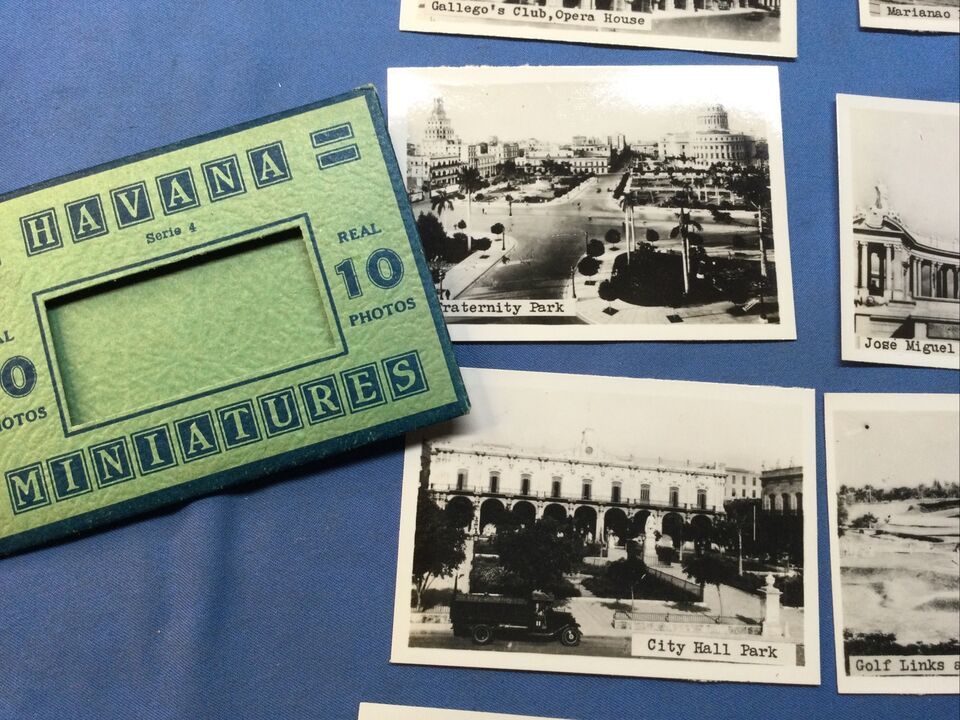 Gallego's Club,Opera House
Marianao
HAVANA
Serie 4
REAL
10
PHOTOS
MINIATURES
Fraternity Park
Jose Miguel
City Hall Park
Golf Links